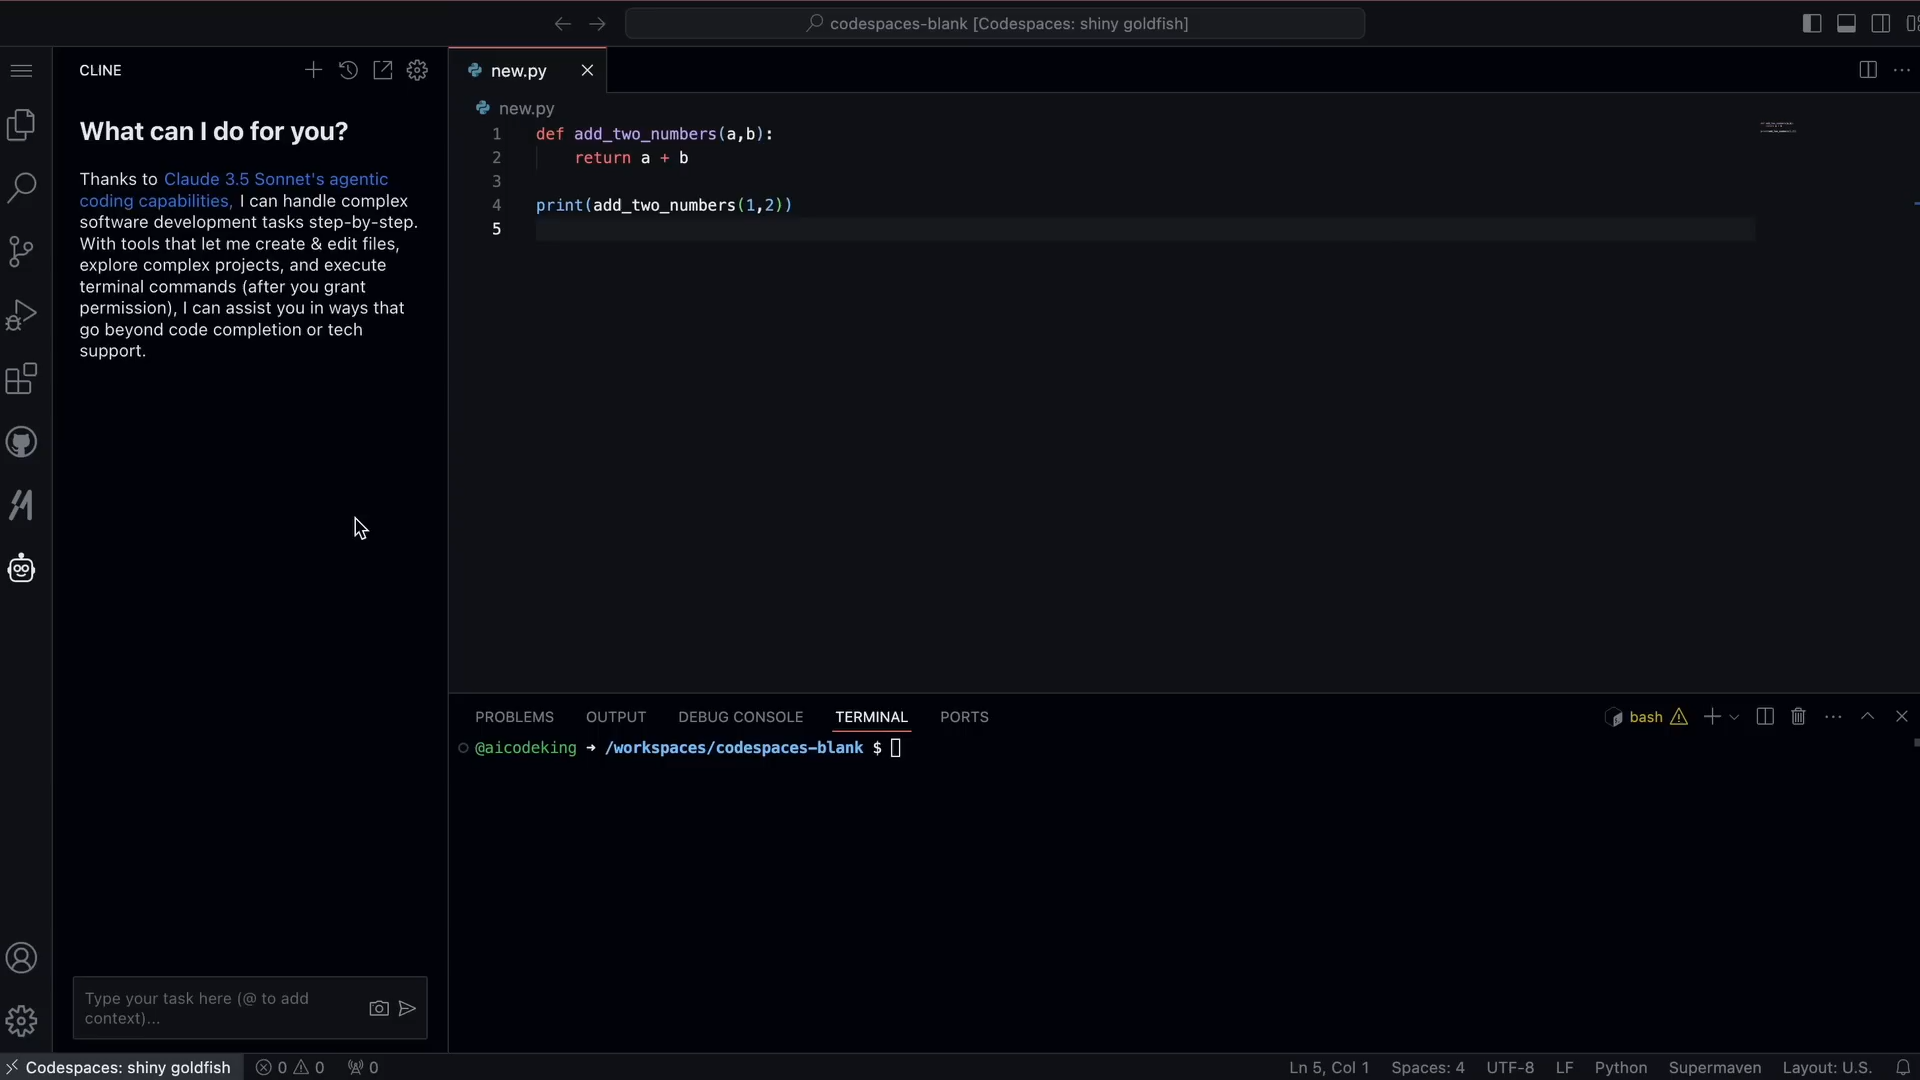 codespaces-blank [Codespaces: shiny goldfish]
CLINE
What can I do for you?
Thanks to Claude 3.5 Sonnet's agentic
coding capabilities, I can handle complex
software development tasks step-by-step.
With tools that let me create & edit files,
explore complex projects, and execute
terminal commands (after you grant
permission), I can assist you in ways that
go beyond code completion or tech
support.
Type your task here (@ to add
context)...
new.py
new.py
1 def add_two_numbers(a,b):
2     return a + b
3
4 print(add_two_numbers(1,2))
5
PROBLEMS OUTPUT DEBUG CONSOLE TERMINAL PORTS
bash
@aicodeking ➜ /workspaces/codespaces-blank $
Codespaces: shiny goldfish 0 0 0
Ln 5, Col 1 Spaces: 4 UTF-8 LF Python Supermaven Layout: U.S.